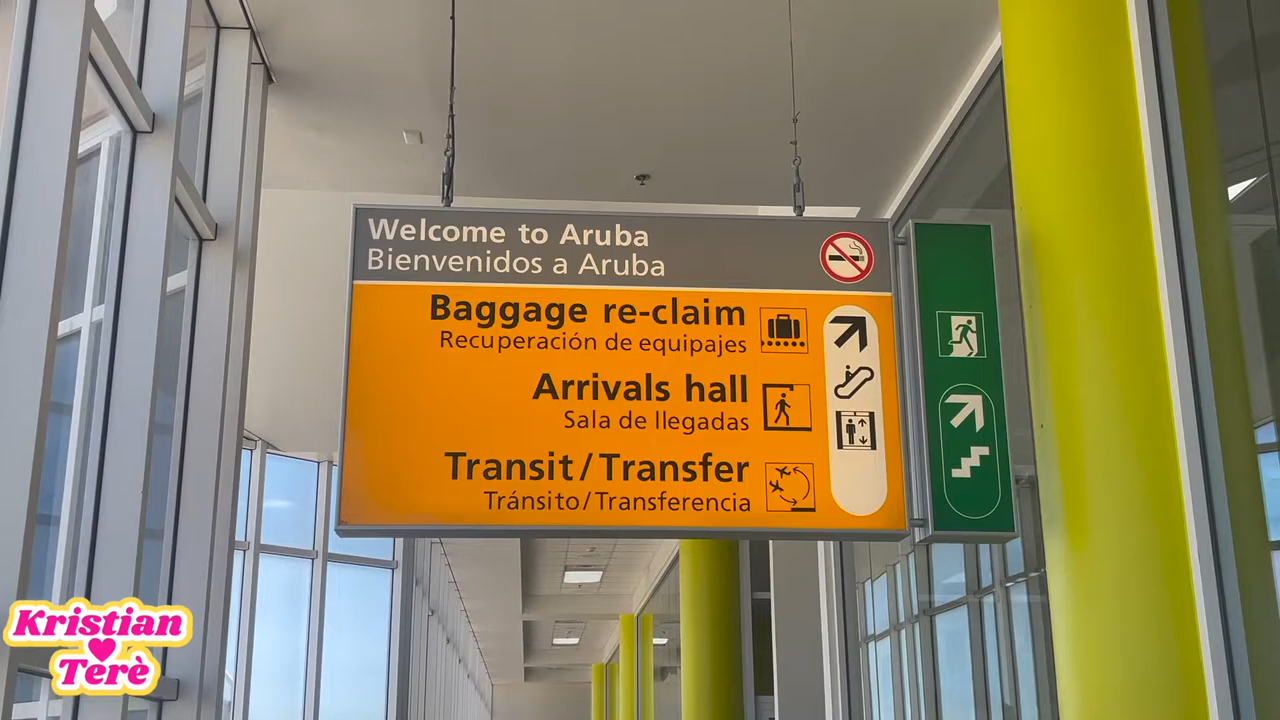 Welcome to Aruba
Bienvenidos a Aruba
Baggage re-claim
Recuperación de equipajes
Arrivals hall
Sala de llegadas
Transit/Transfer
Tránsito/Transferencia
Kristian
Terè